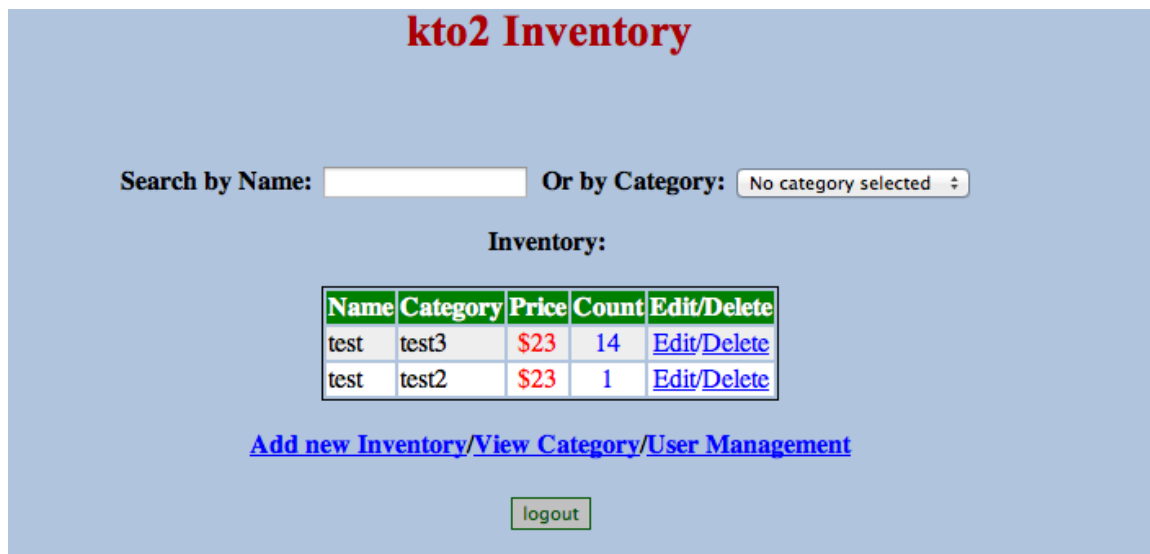 kto2 Inventory
Search by Name: Or by Category: No category selected
Inventory:
Name Category Price Count Edit/Delete
test test3 $23 14 Edit/Delete
test test2 $23 1 Edit/Delete
Add new Inventory/View Category/User Management
logout